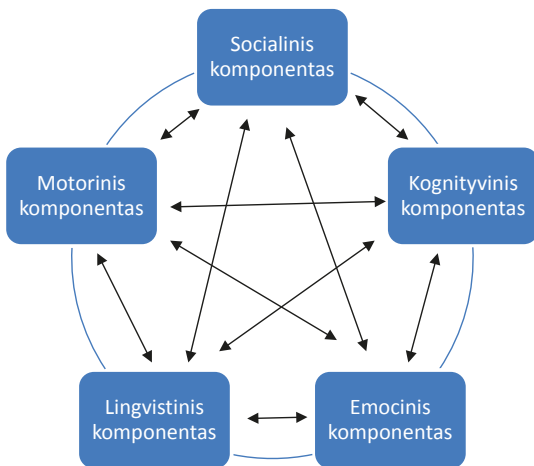 Socialinis
komponentas
Motorinis
komponentas
Kognityvinis
komponentas
Lingvistinis
komponentas
Emocinis
komponentas